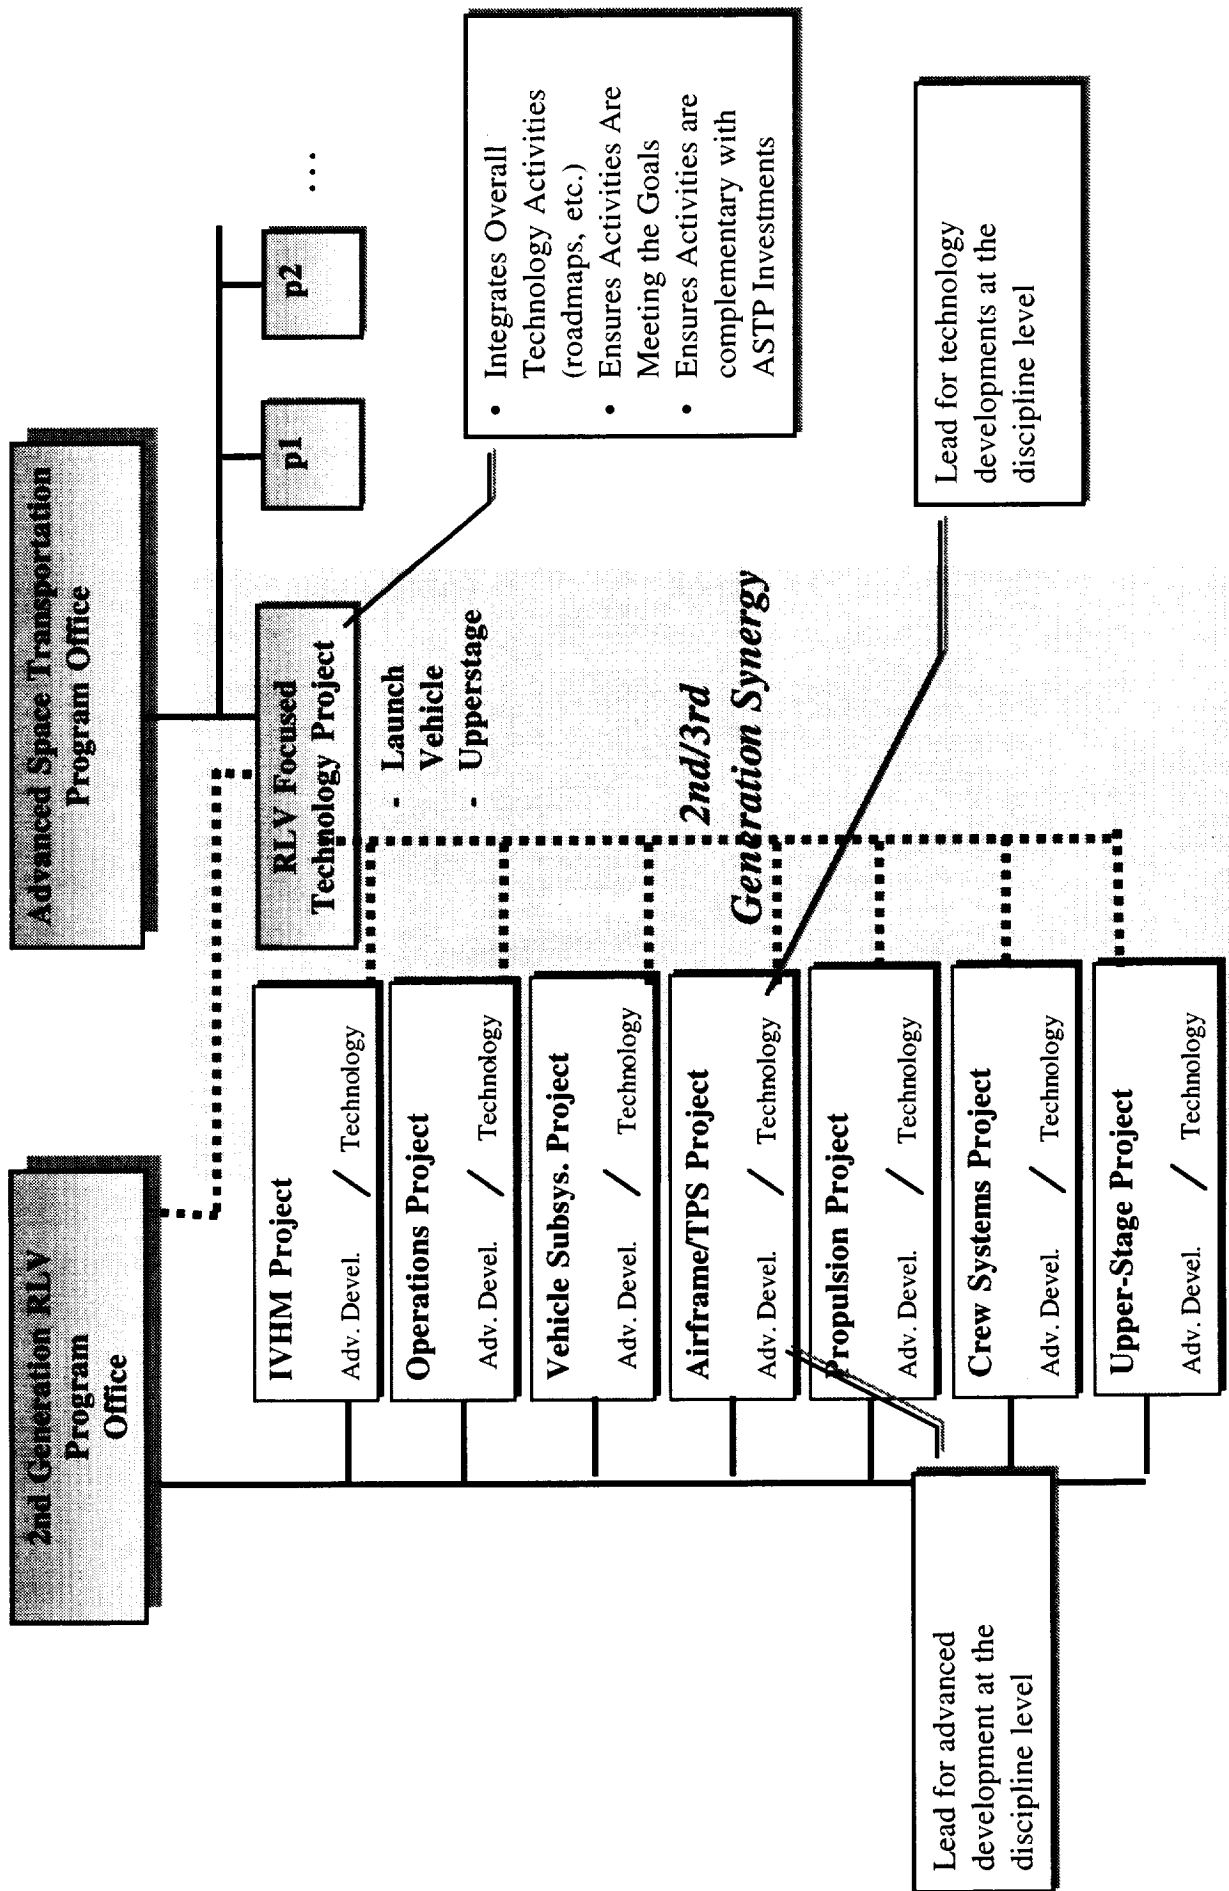 2nd Generation RLV
Program
Office
Advanced Space Transportation
Program Office
RLV Focused
Technology Project
p1
p2
...
- Launch
Vehicle
- Upperstage
• Integrates Overall
Technology Activities
(roadmaps, etc.)
• Ensures Activities Are
Meeting the Goals
• Ensures Activities are
complementary with
ASTP Investments
IVHM Project
Adv. Devel. / Technology
Operations Project
Adv. Devel. / Technology
Vehicle Subsys. Project
Adv. Devel. / Technology
Airframe/TPS Project
Adv. Devel. / Technology
Propulsion Project
Adv. Devel. / Technology
Crew Systems Project
Adv. Devel. / Technology
Upper-Stage Project
Adv. Devel. / Technology
2nd/3rd
Generation Synergy
Lead for advanced
development at the
discipline level
Lead for technology
developments at the
discipline level